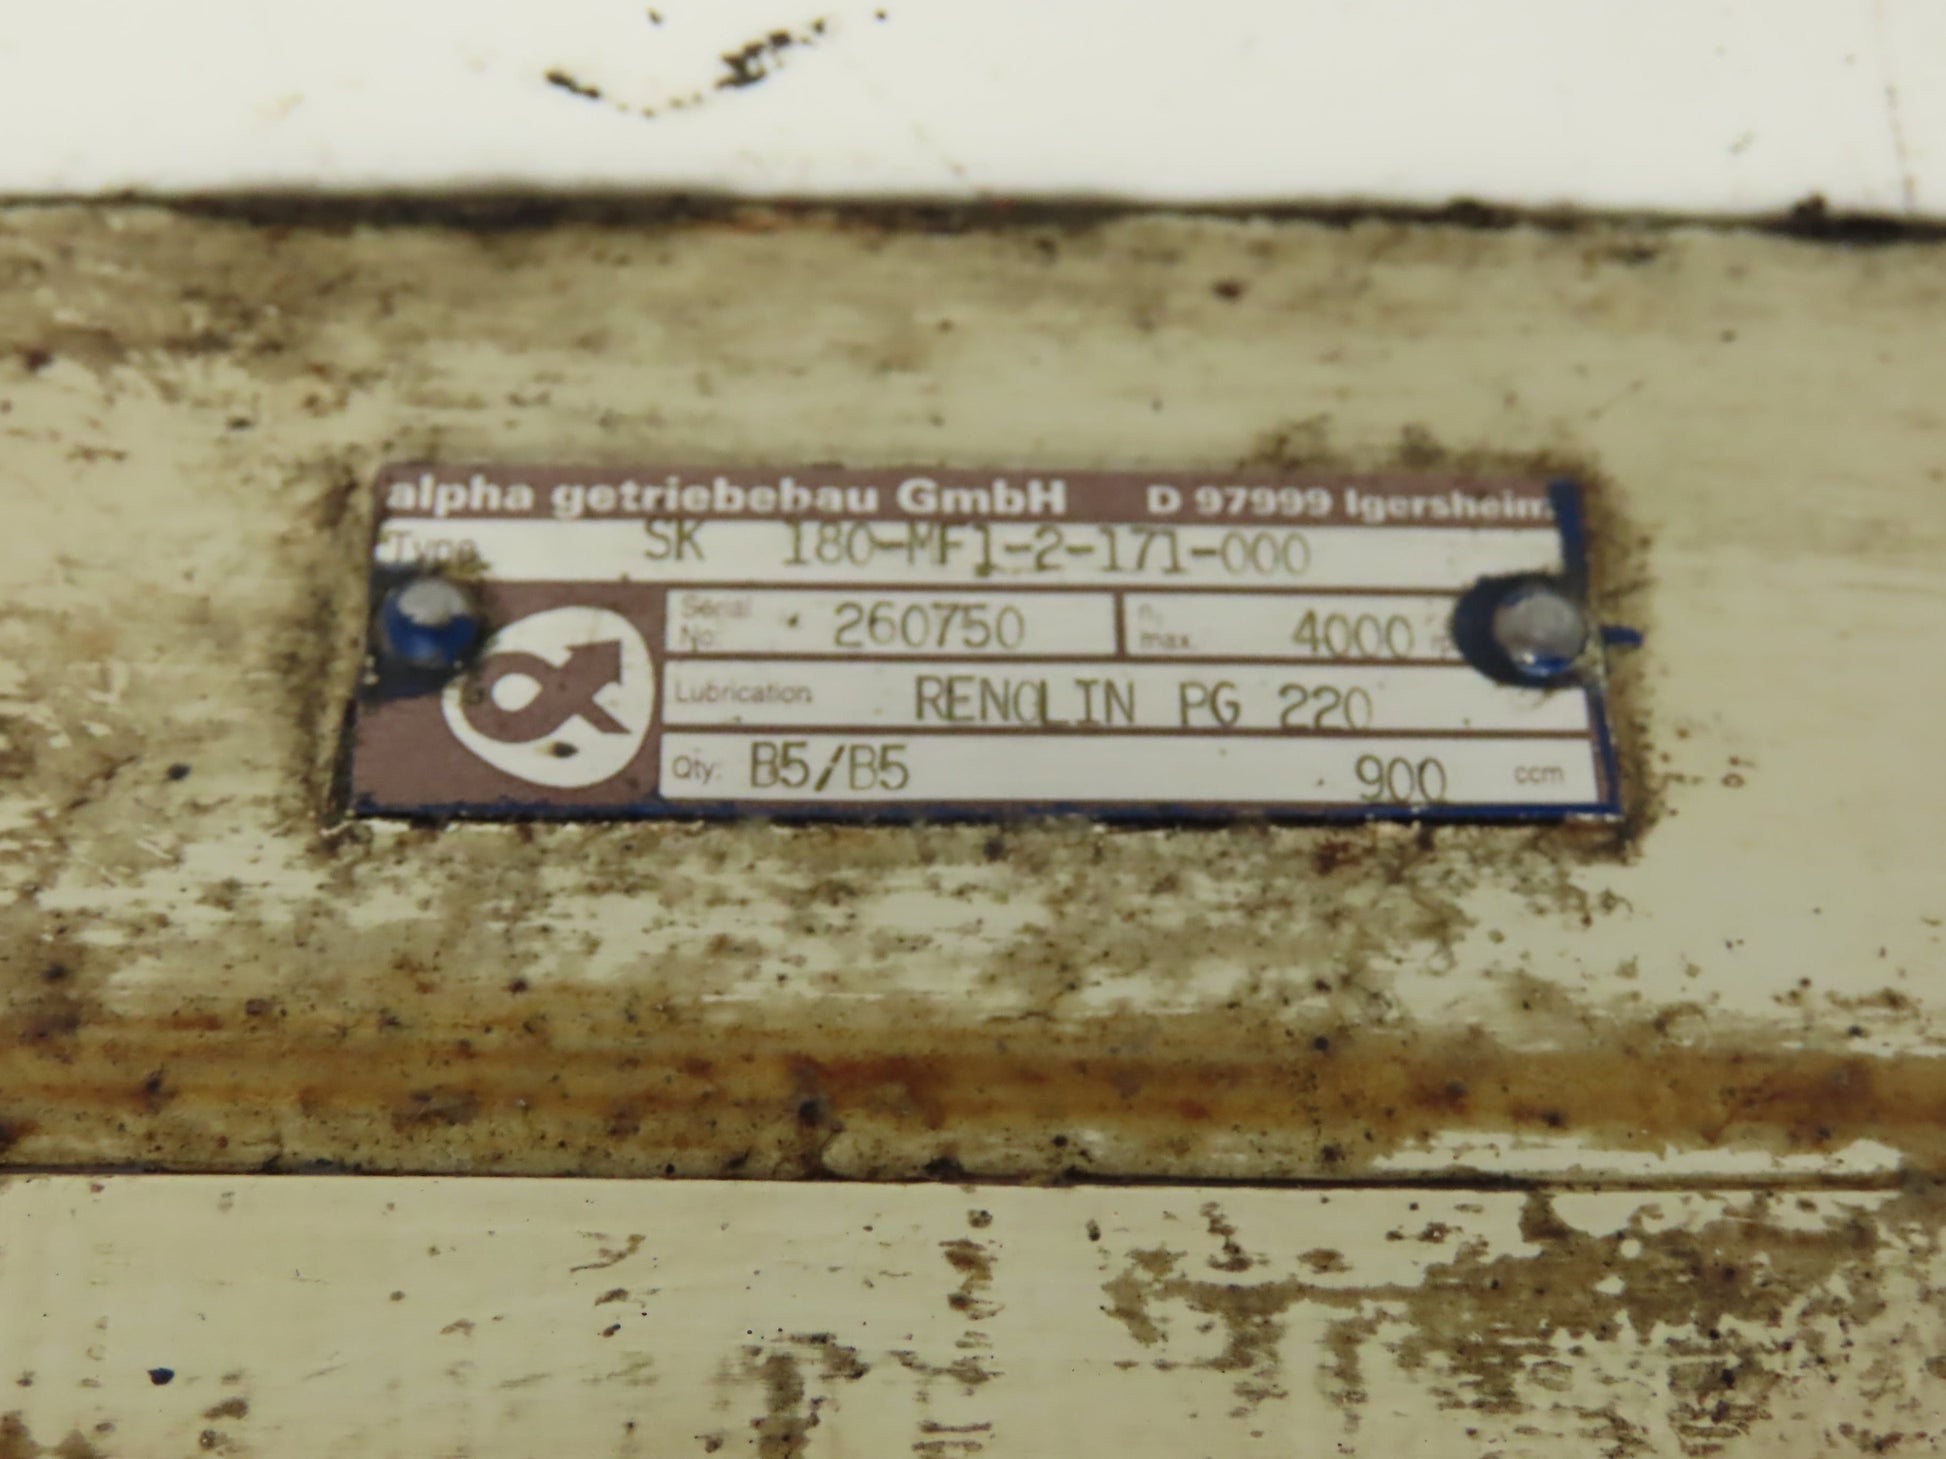 alpha getriebebau GmbH D 97999 Igersheim
Type SK 180-MF1-2-171-000
Serial No. 260750 n1 max. 4000
Lubrication RENOLIN PG 220
Qty: B5/B5 900 ccm